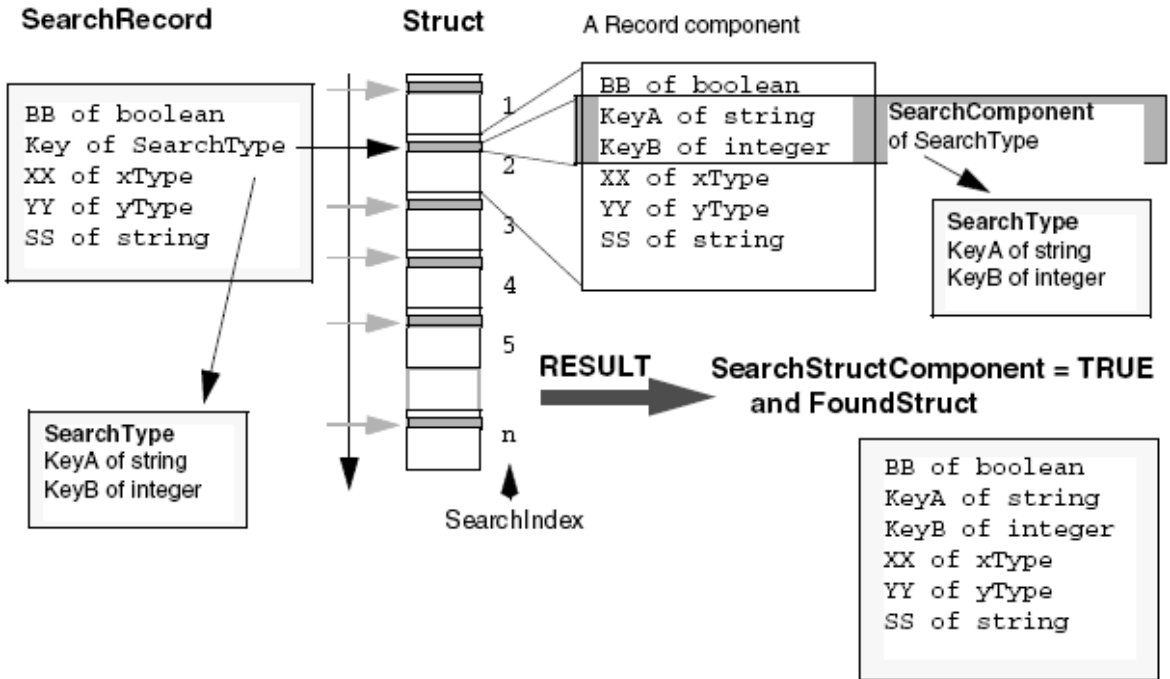 SearchRecord
BB of boolean
Key of SearchType
XX of xType
YY of yType
SS of string
SearchType
KeyA of string
KeyB of integer
Struct
1
2
3
4
5
n
SearchIndex
A Record component
BB of boolean
KeyA of string
KeyB of integer
XX of xType
YY of yType
SS of string
SearchComponent
of SearchType
SearchType
KeyA of string
KeyB of integer
RESULT
SearchStructComponent = TRUE
and FoundStruct
BB of boolean
KeyA of string
KeyB of integer
XX of xType
YY of yType
SS of string